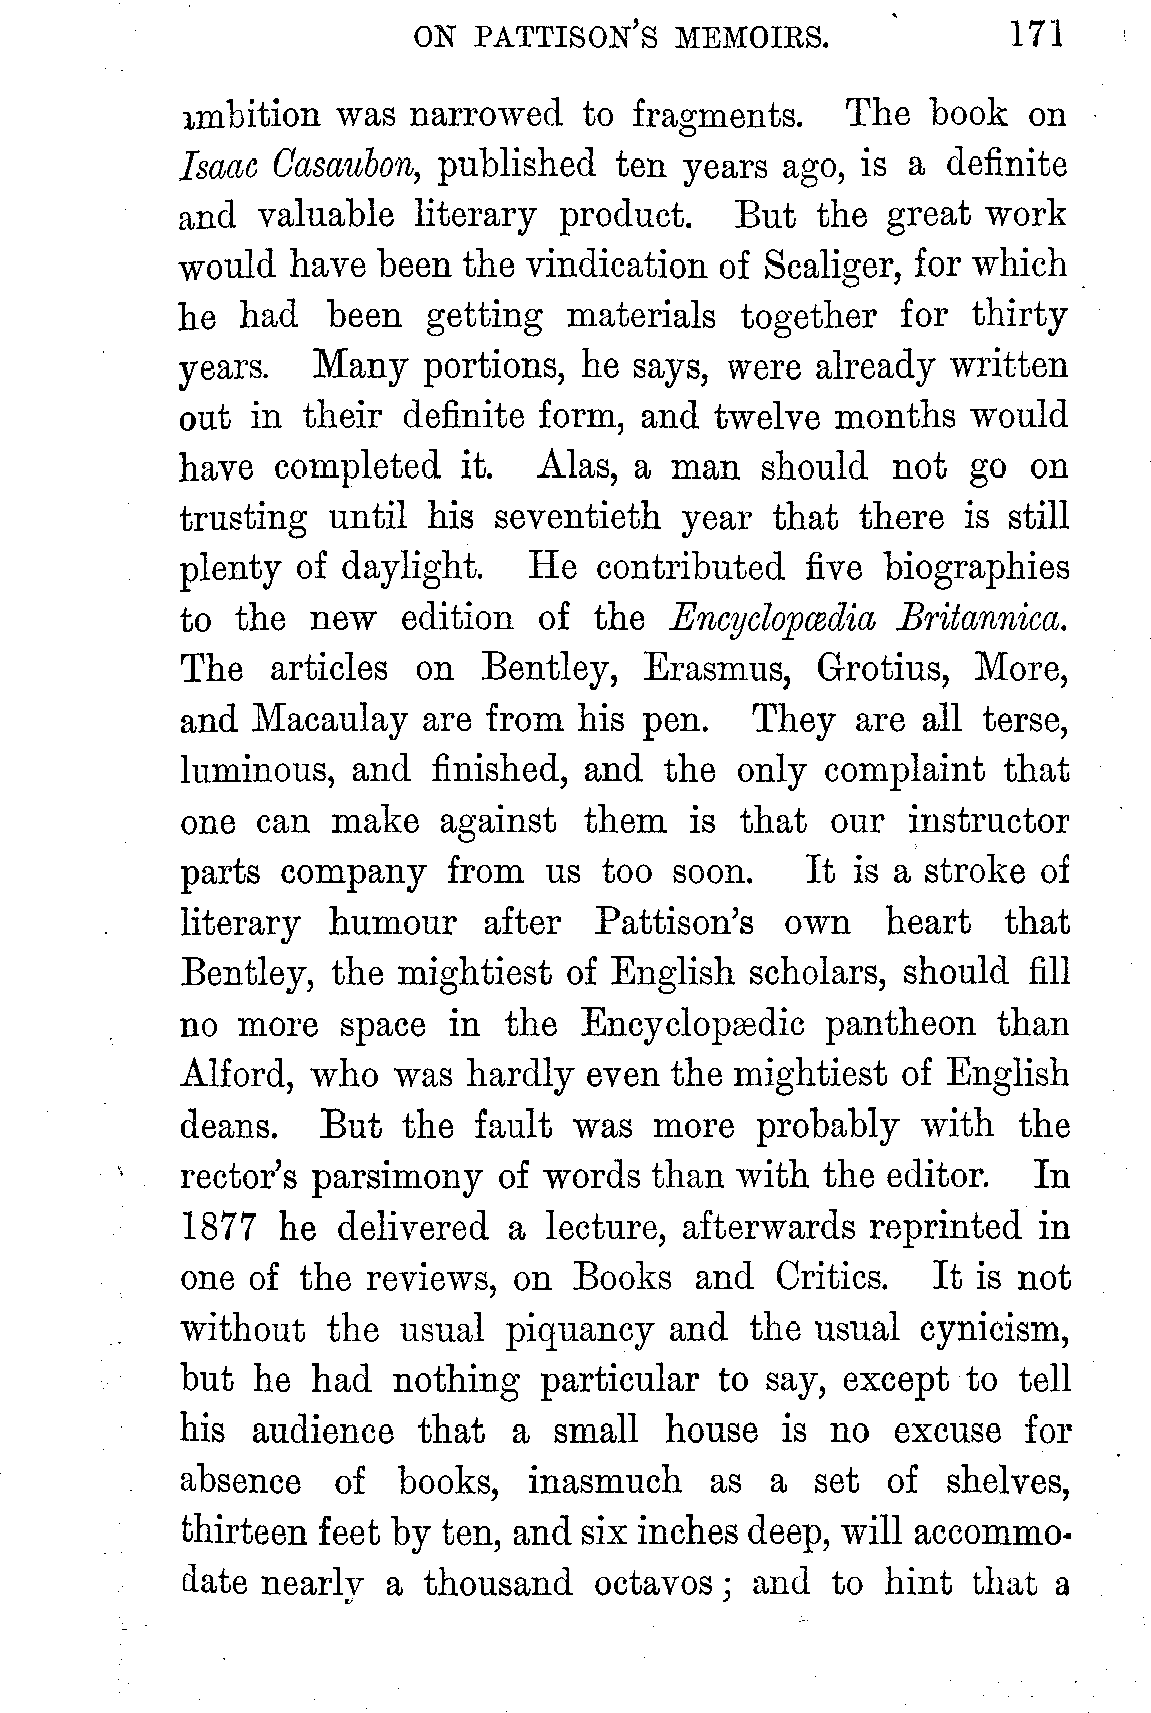 ON PATTISON'S MEMOIRS. 171
ambition was narrowed to fragments. The book on
Isaac Casaubon, published ten years ago, is a definite
and valuable literary product. But the great work
would have been the vindication of Scaliger, for which
he had been getting materials together for thirty
years. Many portions, he says, were already written
out in their definite form, and twelve months would
have completed it. Alas, a man should not go on
trusting until his seventieth year that there is still
plenty of daylight. He contributed five biographies
to the new edition of the Encyclopædia Britannica.
The articles on Bentley, Erasmus, Grotius, More,
and Macaulay are from his pen. They are all terse,
luminous, and finished, and the only complaint that
one can make against them is that our instructor
parts company from us too soon. It is a stroke of
literary humour after Pattison's own heart that
Bentley, the mightiest of English scholars, should fill
no more space in the Encyclopædic pantheon than
Alford, who was hardly even the mightiest of English
deans. But the fault was more probably with the
rector's parsimony of words than with the editor. In
1877 he delivered a lecture, afterwards reprinted in
one of the reviews, on Books and Critics. It is not
without the usual piquancy and the usual cynicism,
but he had nothing particular to say, except to tell
his audience that a small house is no excuse for
absence of books, inasmuch as a set of shelves,
thirteen feet by ten, and six inches deep, will accommo-
date nearly a thousand octavos; and to hint that a